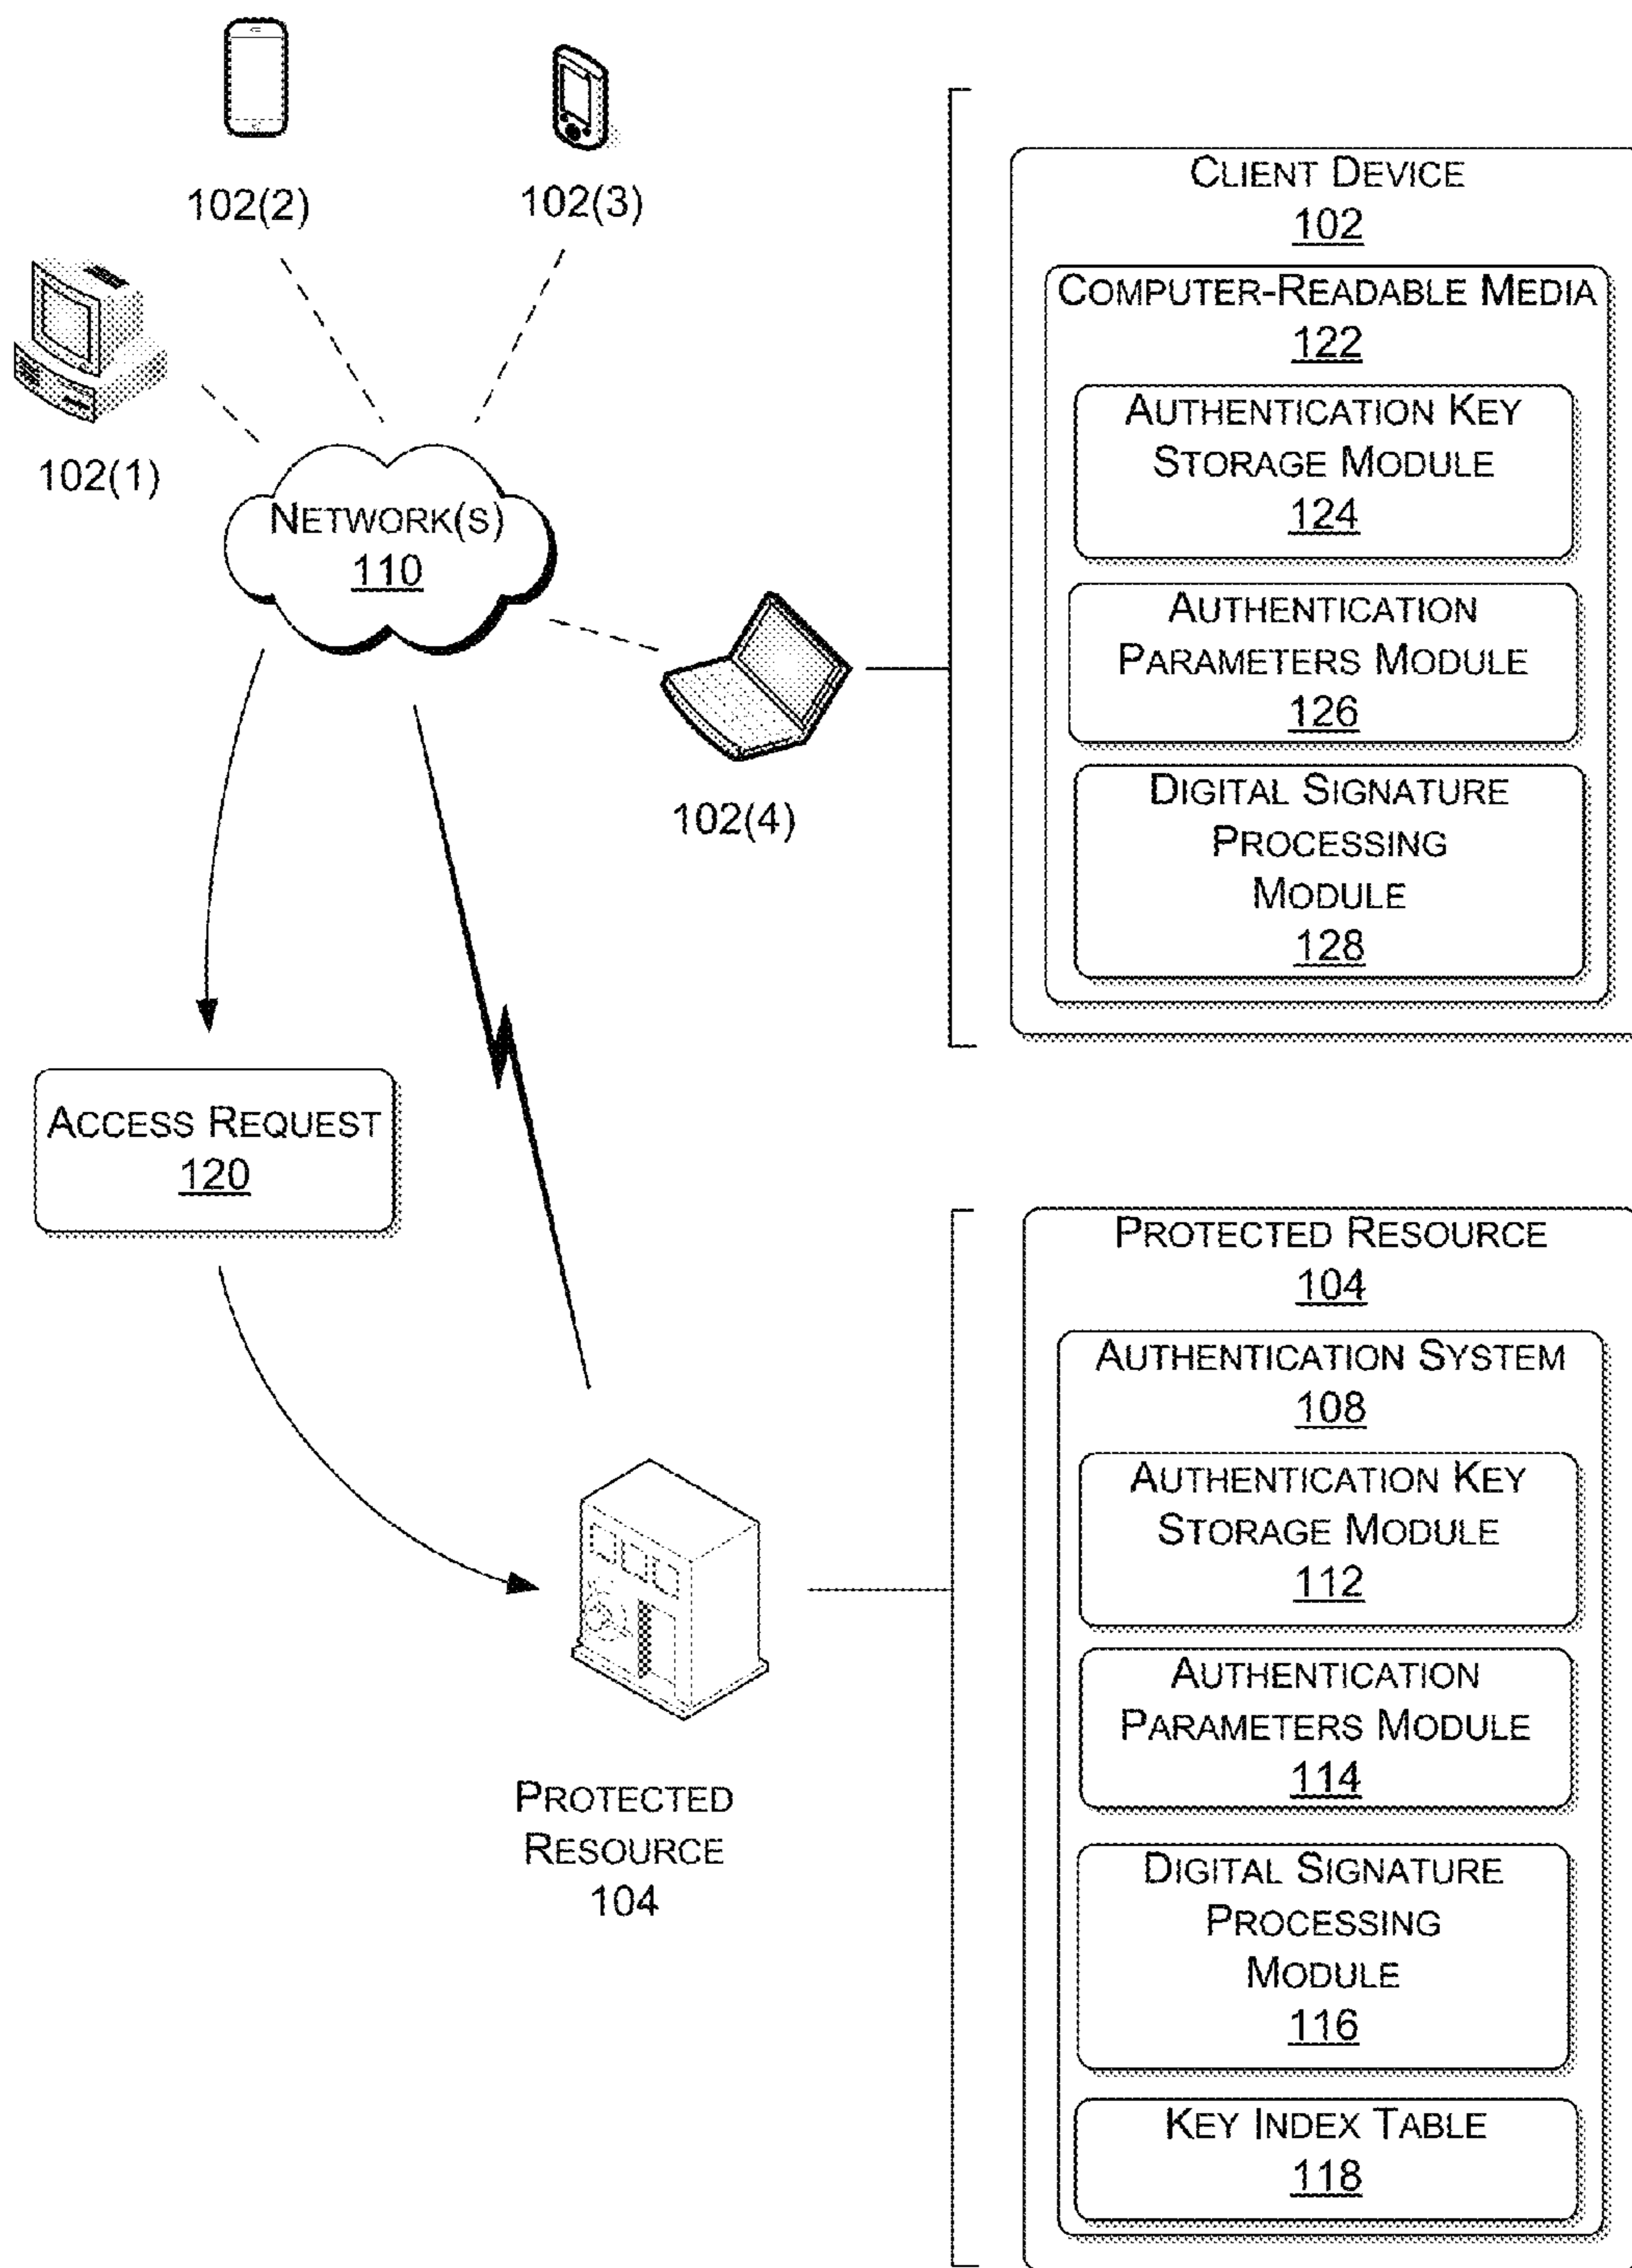 102(2)
102(3)
102(1)
NETWORK(S)
110
102(4)
CLIENT DEVICE
102
COMPUTER-READABLE MEDIA
122
AUTHENTICATION KEY
STORAGE MODULE
124
AUTHENTICATION
PARAMETERS MODULE
126
DIGITAL SIGNATURE
PROCESSING
MODULE
128
ACCESS REQUEST
120
PROTECTED
RESOURCE
104
PROTECTED RESOURCE
104
AUTHENTICATION SYSTEM
108
AUTHENTICATION KEY
STORAGE MODULE
112
AUTHENTICATION
PARAMETERS MODULE
114
DIGITAL SIGNATURE
PROCESSING
MODULE
116
KEY INDEX TABLE
118